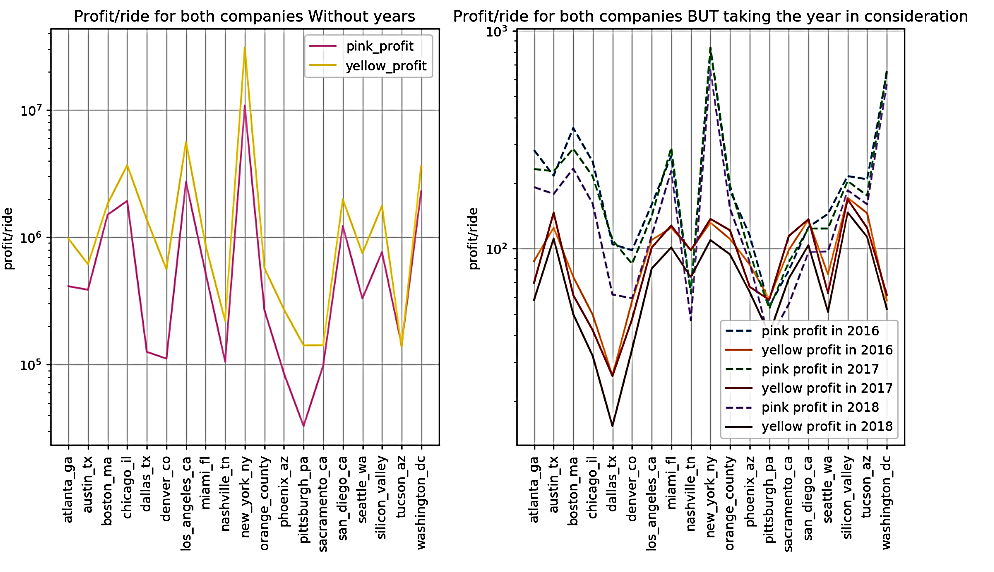 Profit/ride for both companies Without years
profit/ride
10⁷
10⁶
10⁵
pink_profit
yellow_profit
atlanta_ga
austin_tx
boston_ma
chicago_il
dallas_tx
denver_co
los_angeles_ca
miami_fl
nashville_tn
new_york_ny
orange_county
phoenix_az
pittsburgh_pa
sacramento_ca
san_diego_ca
seattle_wa
silicon_valley
tucson_az
washington_dc
Profit/ride for both companies BUT taking the year in consideration
profit/ride
10³
10²
pink profit in 2016
yellow profit in 2016
pink profit in 2017
yellow profit in 2017
pink profit in 2018
yellow profit in 2018
atlanta_ga
austin_tx
boston_ma
chicago_il
dallas_tx
denver_co
los_angeles_ca
miami_fl
nashville_tn
new_york_ny
orange_county
phoenix_az
pittsburgh_pa
sacramento_ca
san_diego_ca
seattle_wa
silicon_valley
tucson_az
washington_dc